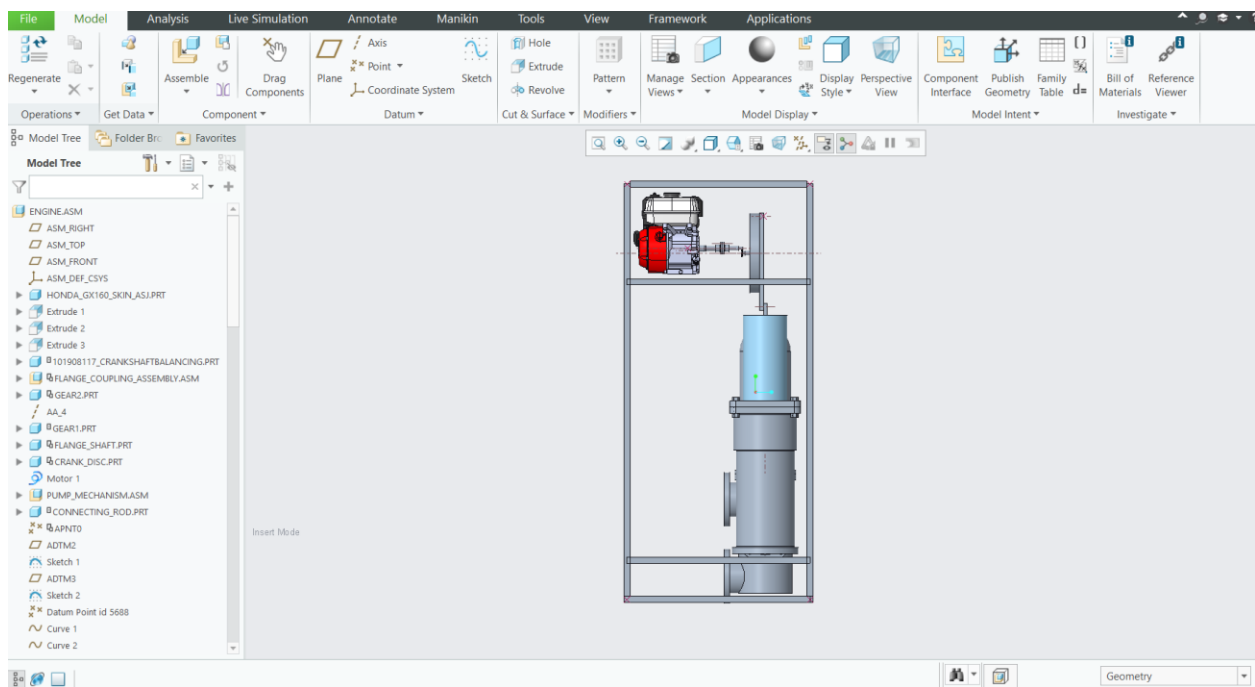 File Model Analysis Live Simulation Annotate Manikin Tools View Framework Applications
Regenerate
Assemble
Drag
Components
Plane
Axis
Point
Coordinate System
Sketch
Hole
Extrude
Revolve
Pattern
Manage
Views
Section
Appearances
Display
Style
Perspective
View
Component
Interface
Publish
Geometry
Family
Table
d=
Bill of
Materials
Reference
Viewer
Operations Get Data Component Datum Cut & Surface Modifiers Model Display Model Intent Investigate
Model Tree Folder Brc Favorites
Model Tree
ENGINE.ASM
ASM_RIGHT
ASM_TOP
ASM_FRONT
ASM_DEF_CSYS
HONDA_GX160_SKIN_ASJ.PRT
Extrude 1
Extrude 2
Extrude 3
101908117_CRANKSHAFTBALANCING.PRT
FLANGE_COUPLING_ASSEMBLY.ASM
GEAR2.PRT
AA_4
GEAR1.PRT
FLANGE_SHAFT.PRT
CRANK_DISC.PRT
Motor 1
PUMP_MECHANISM.ASM
CONNECTING_ROD.PRT
APNT0
ADTM2
Sketch 1
ADTM3
Sketch 2
Datum Point id 5688
Curve 1
Curve 2
Insert Mode
Geometry